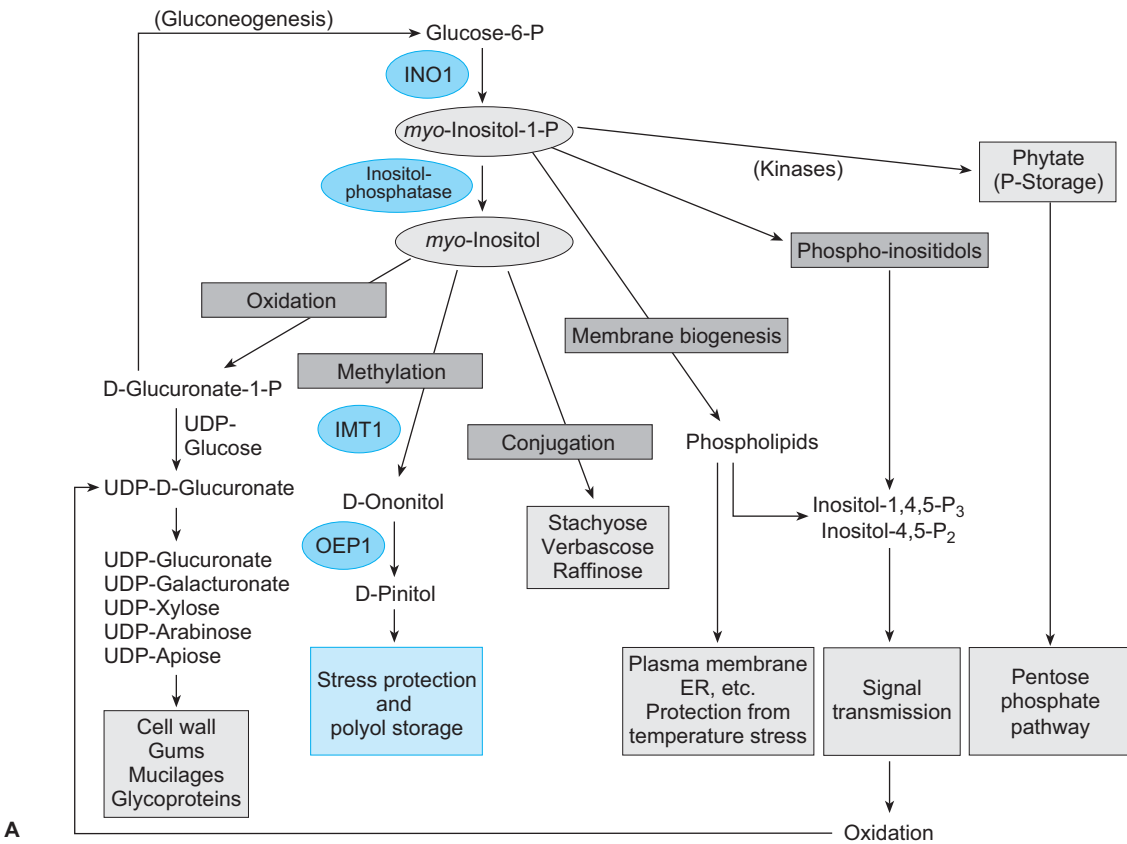 (Gluconeogenesis)
Glucose-6-P
INO1
myo-Inositol-1-P
(Kinases)
Phytate
(P-Storage)
Inositol-
phosphatase
myo-Inositol
Phospho-inositidols
Oxidation
Membrane biogenesis
Methylation
D-Glucuronate-1-P
UDP-
Glucose
IMT1
Conjugation
Phospholipids
UDP-D-Glucuronate
D-Ononitol
Inositol-1,4,5-P3
Inositol-4,5-P2
Stachyose
Verbascose
Raffinose
OEP1
UDP-Glucuronate
UDP-Galacturonate
UDP-Xylose
UDP-Arabinose
UDP-Apiose
D-Pinitol
Stress protection
and
polyol storage
Plasma membrane
ER, etc.
Protection from
temperature stress
Signal
transmission
Pentose
phosphate
pathway
Cell wall
Gums
Mucilages
Glycoproteins
A
Oxidation